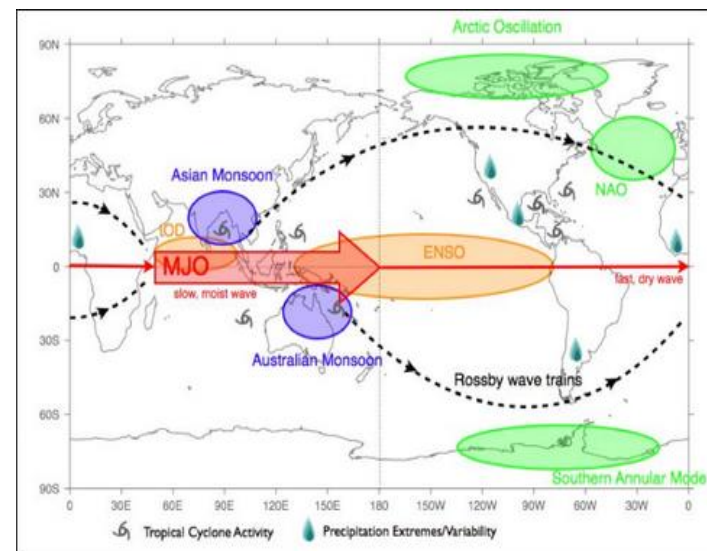 Arctic Oscillation
90N
60N
Asian Monsoon
NAO
30N
IOD
ENSO
MJO
0
slow, moist wave
fast, dry wave
30S
Australian Monsoon
Rossby wave trains
60S
Southern Annular Mode
90S
0 30E 60E 90E 120E 150E 180 150W 120W 90W 60W 30W 0
Tropical Cyclone Activity
Precipitation Extremes/Variability